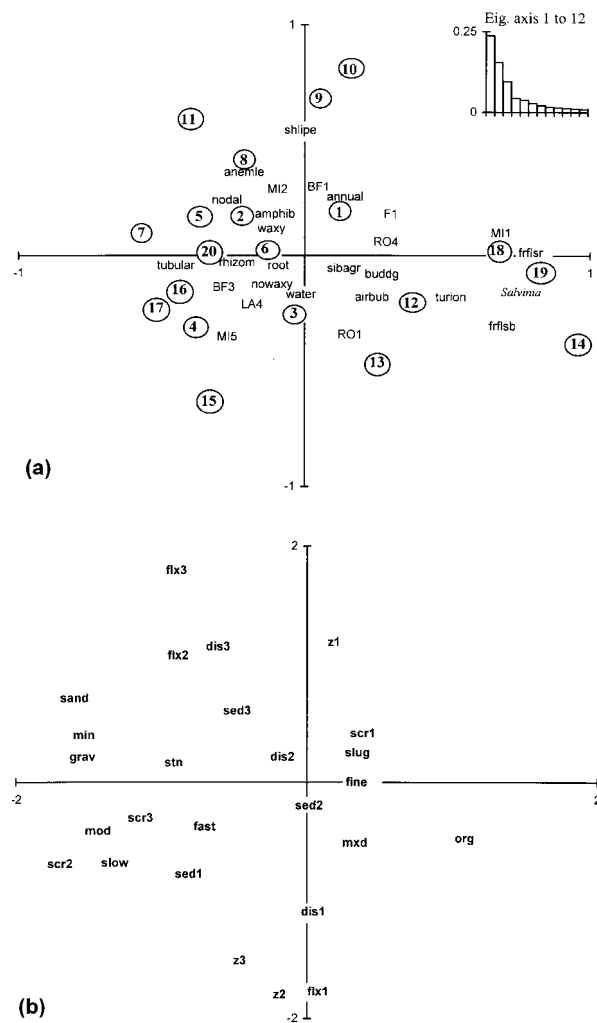 1
Eig. axis 1 to 12
0.25
0
10
9
11
shlipe
8
anemle
MI2 BF1
nodal annual
5 2 amphib 1 F1
7 waxy
20 6 RO4 MI1
18 frflsr
-1 tubular rhizom root sibagr buddg 19 1
16 BF3 nowaxy water airbub 12 turion Salvinia
17 LA4 3
4 MI5 RO1 frflsb 14
13
15
(a)
-1
2
flx3
dis3 z1
flx2
sand
sed3
min scr1
grav stn dis2 slug
fine
-2 sed2 2
scr3
mod fast mxd org
scr2 slow
sed1
dis1
z3
(b) z2 flx1
-2